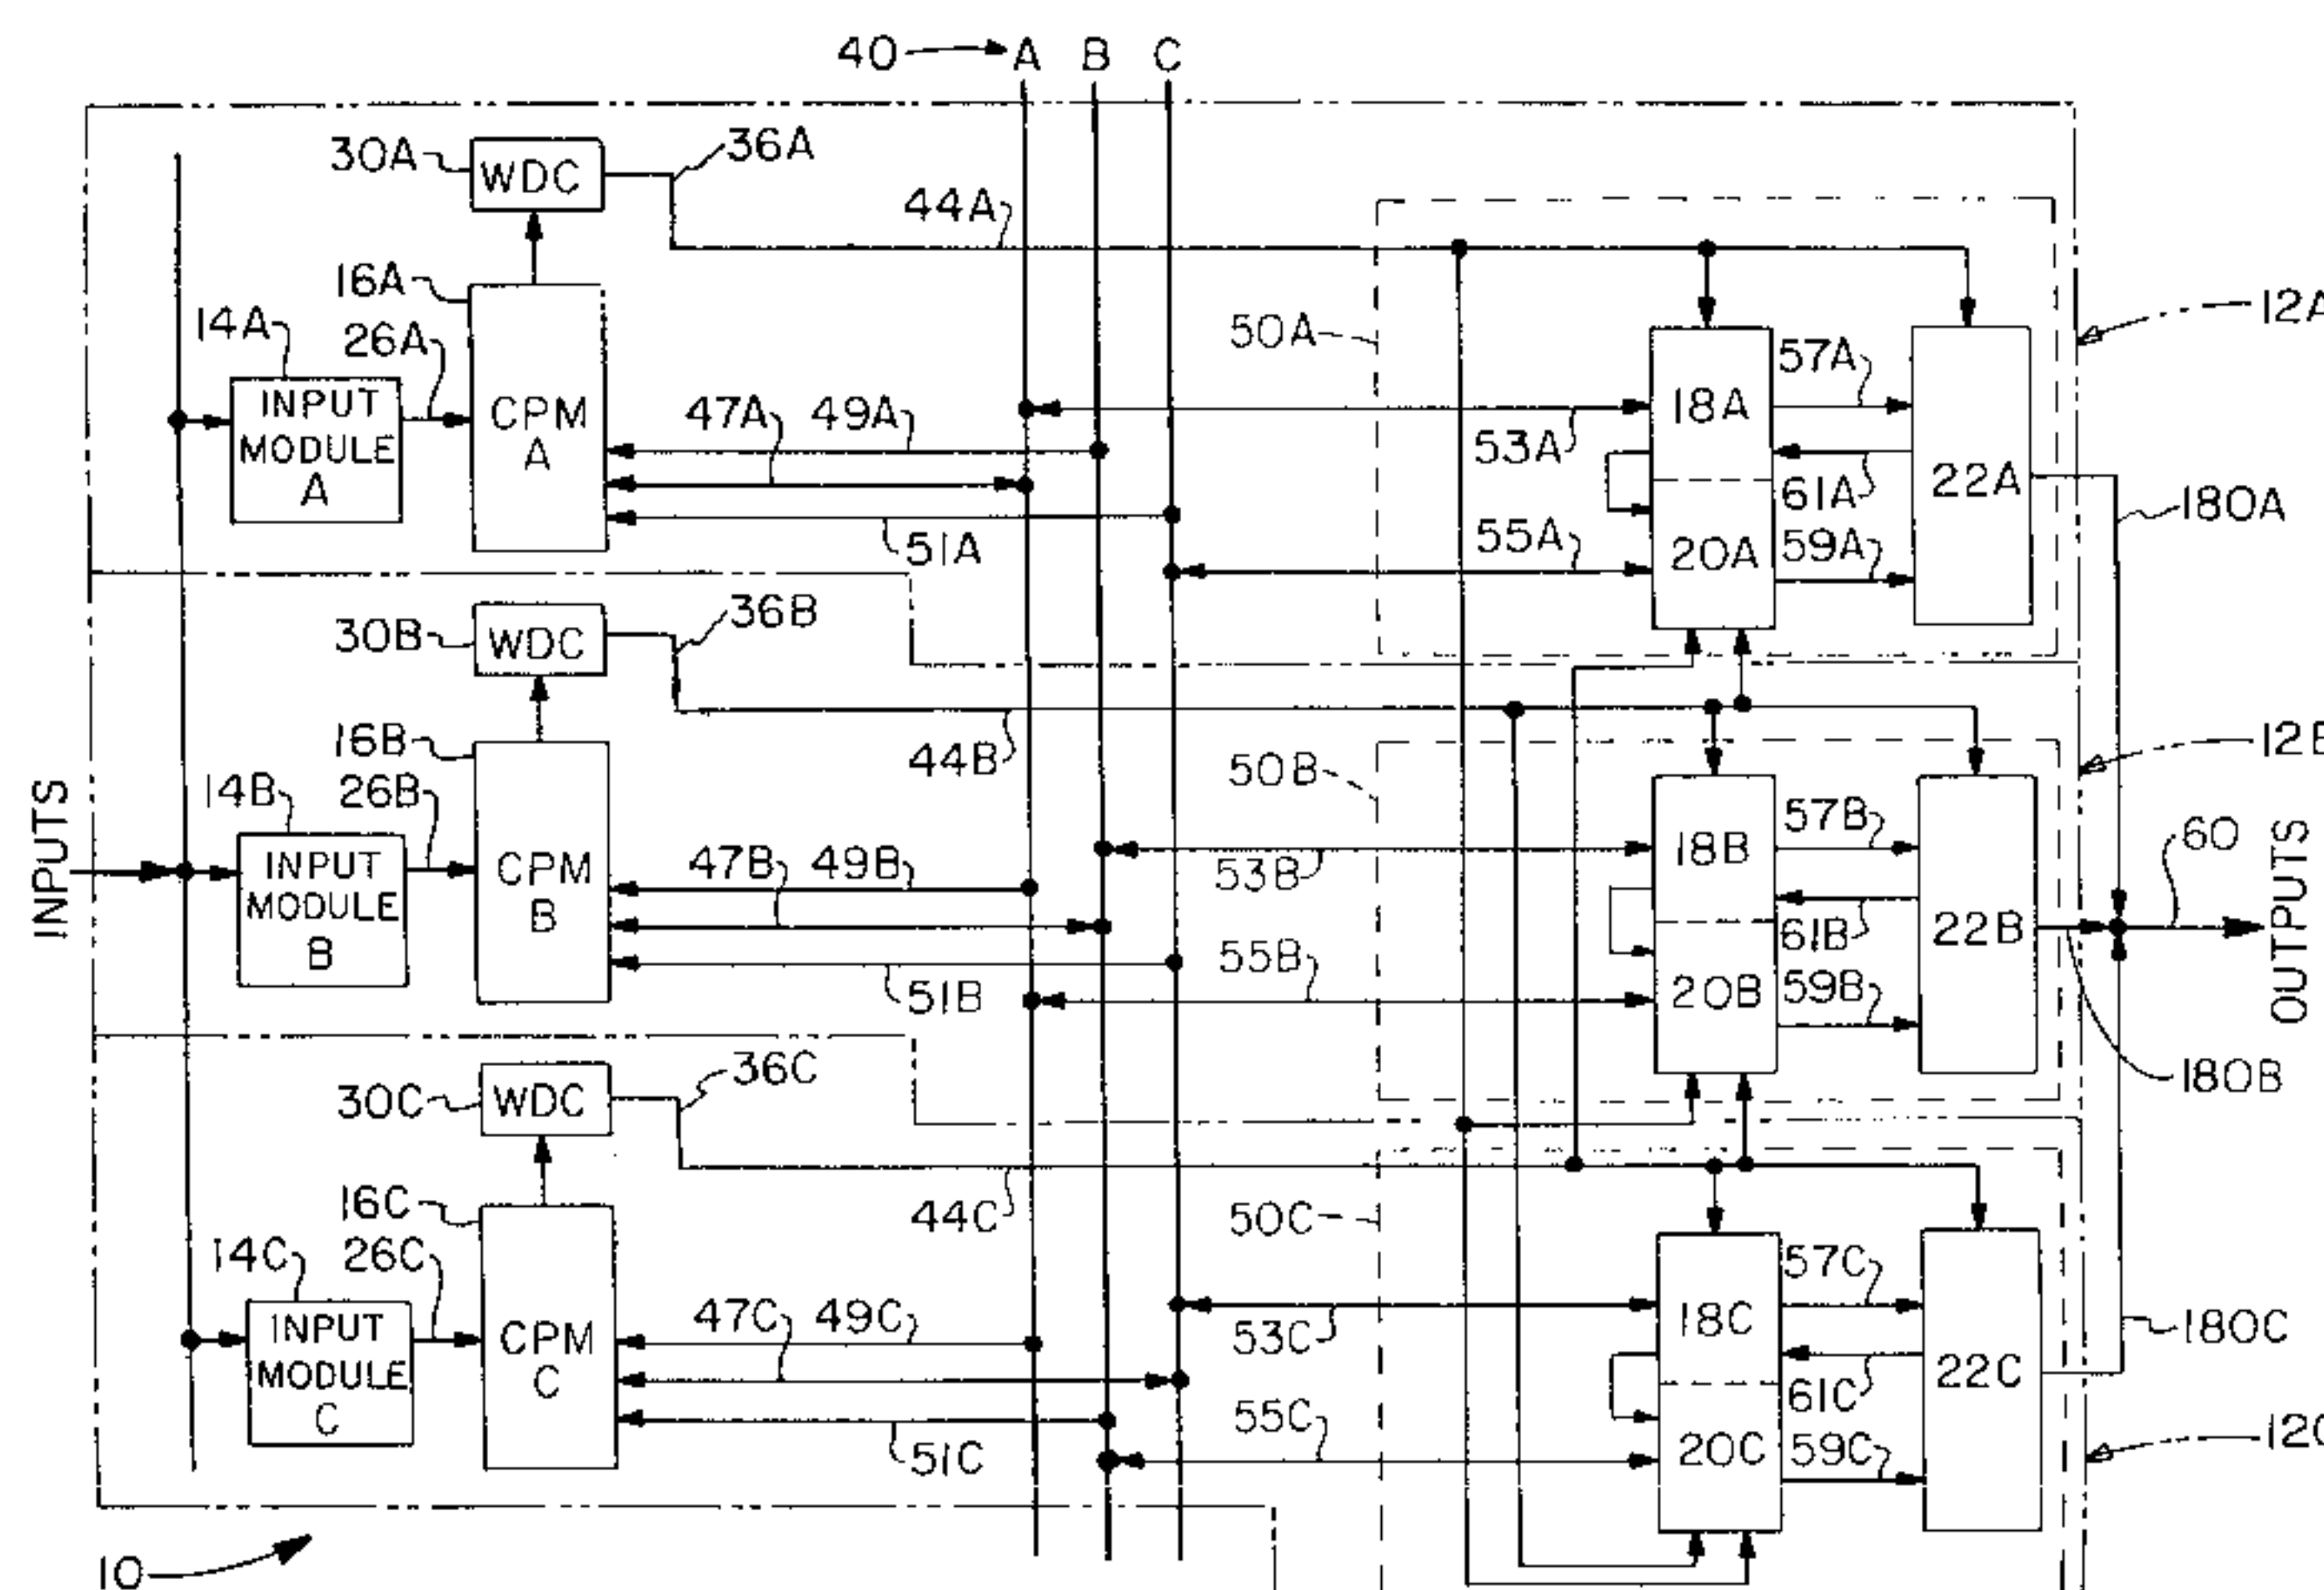 40 A B C
30A WDC 36A
44A
16A
14A 26A
INPUT
MODULE
A
CPM
A
47A 49A
51A
50A
12A
53A 18A 57A
61A 22A
180A
55A 20A 59A
30B WDC 36B
16B
44B
14B 26B
INPUTS
INPUT
MODULE
B
CPM
B
47B 49B
51B
50B
53B 18B 57B
61B 22B
60
OUTPUTS
55B 20B 59B
180B
30C WDC 36C
16C
44C
14C 26C
INPUT
MODULE
C
CPM
C
47C 49C
51C
50C
53C 18C 57C
61C 22C
180C
55C 20C 59C
10